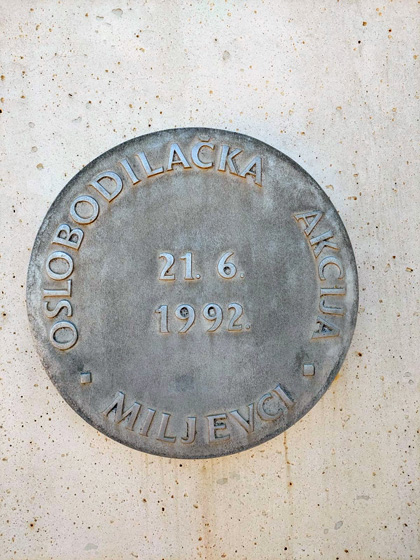 OSLOBODILAČKA AKCIJA
21. 6.
1992.
MILJEVCI